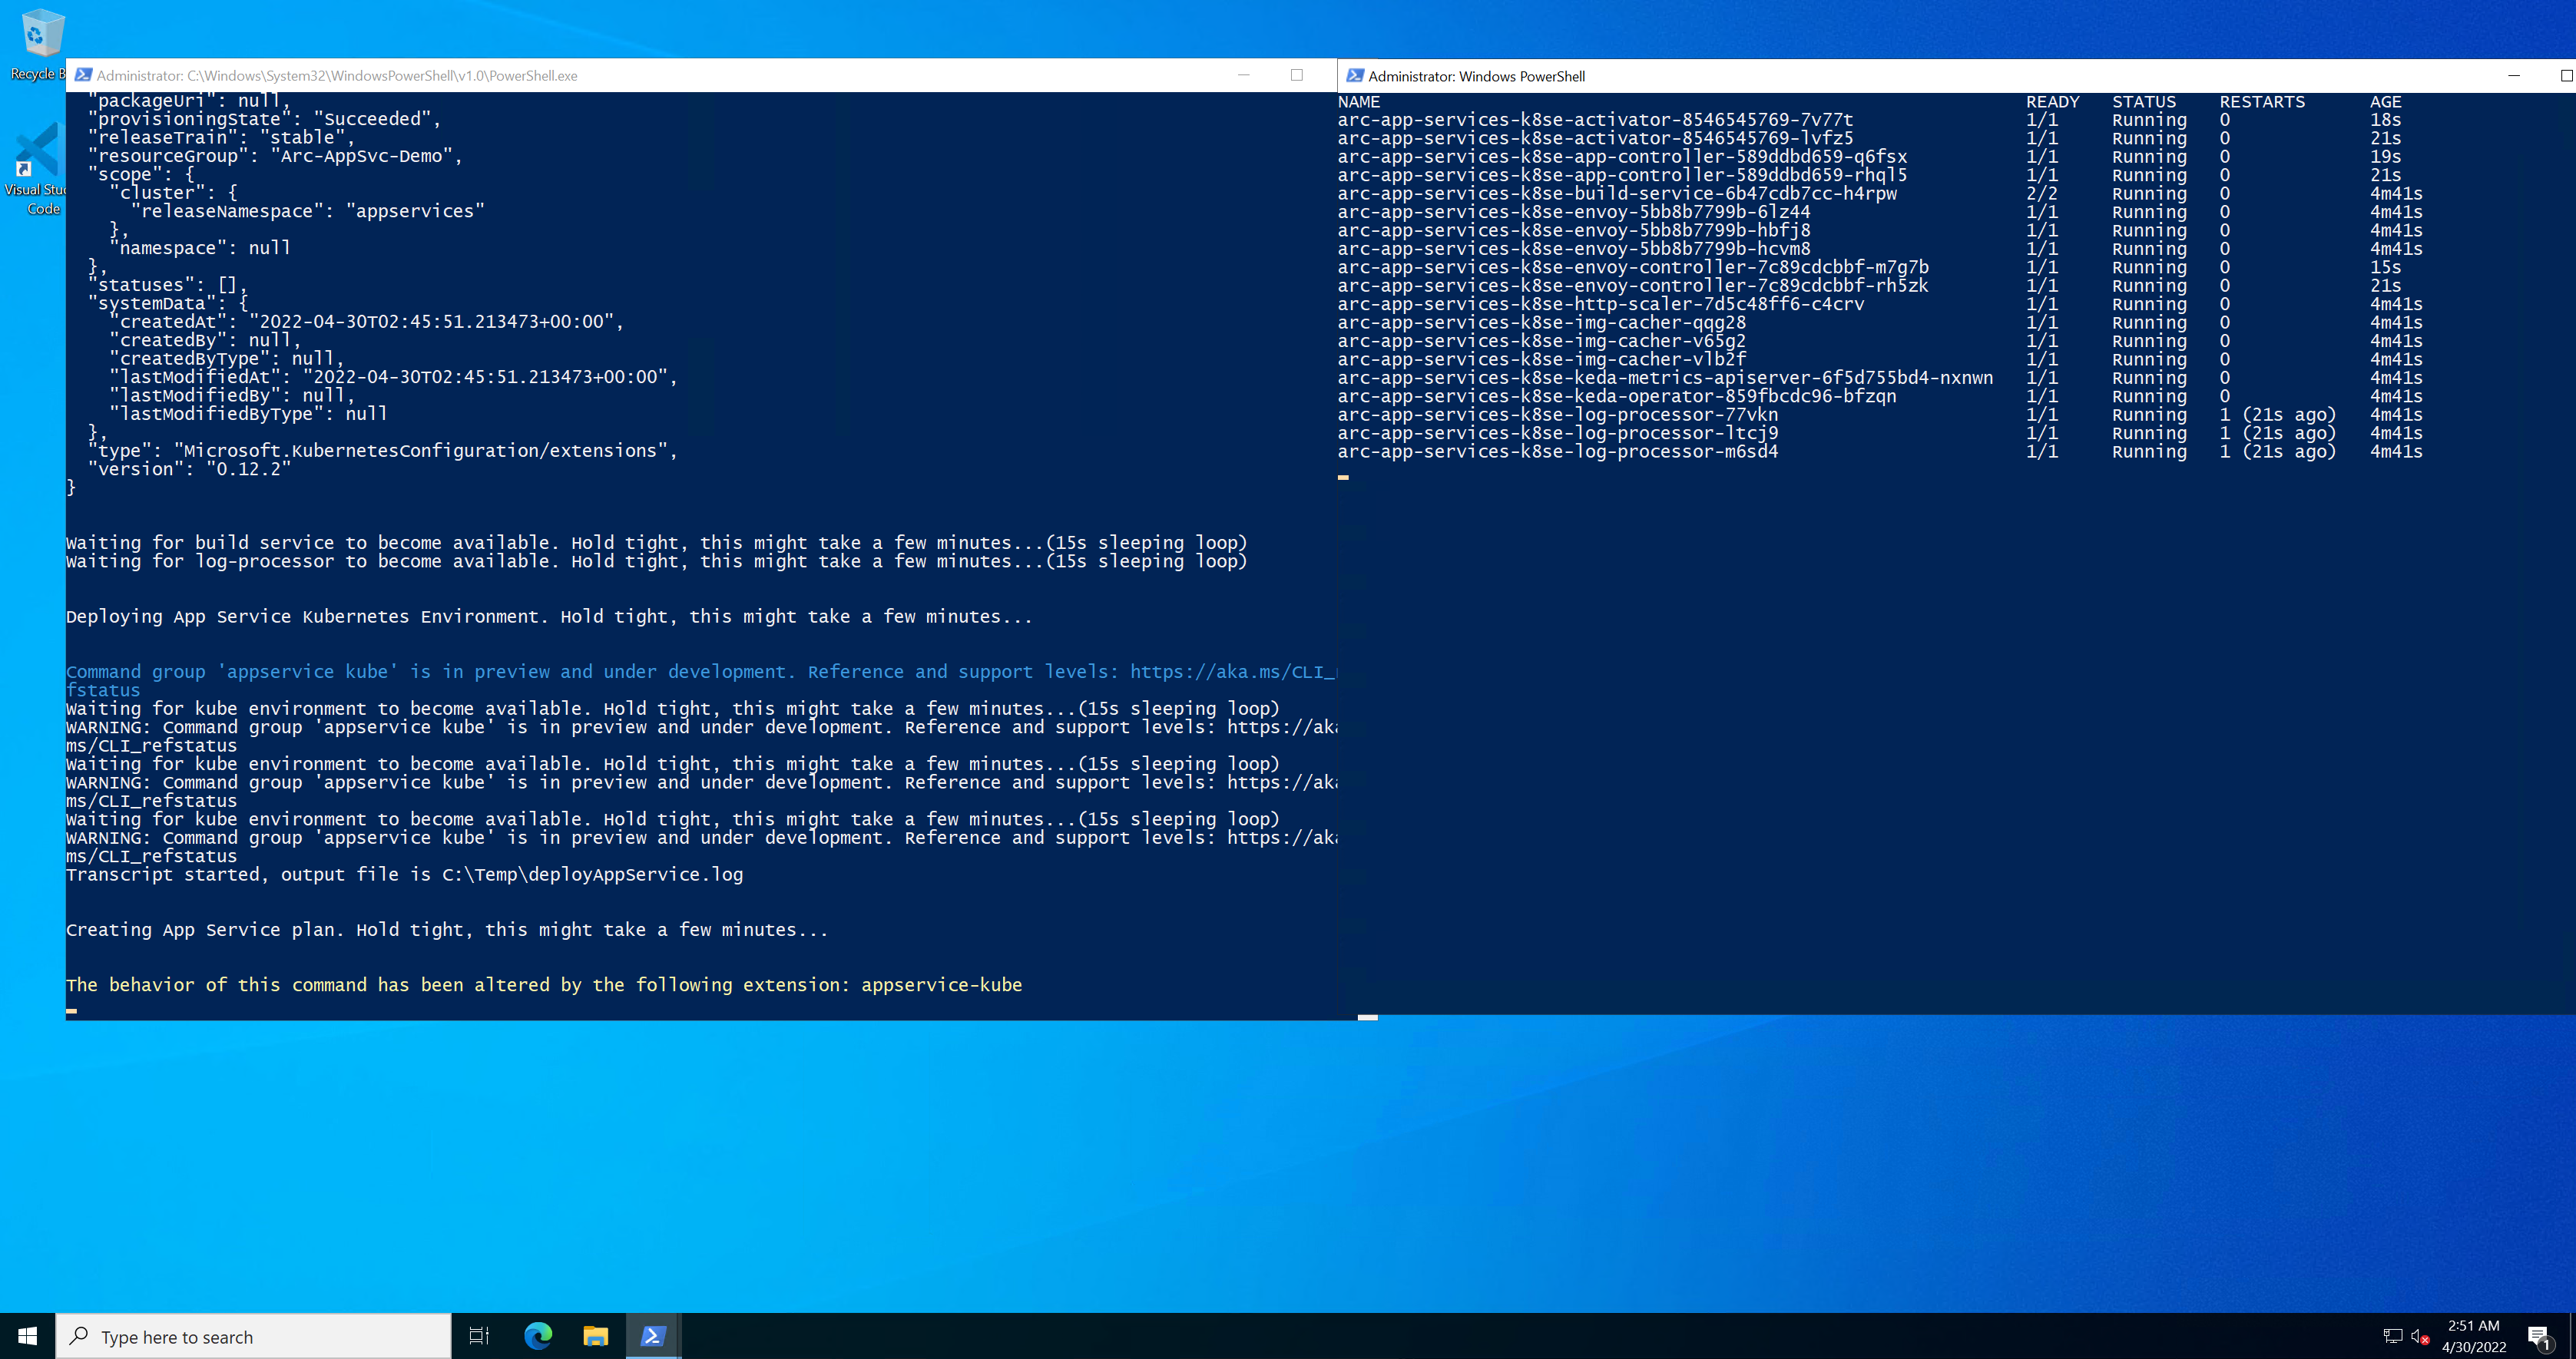 Recycle B
Visual Stu
Code
Administrator: C:\Windows\System32\WindowsPowerShell\v1.0\PowerShell.exe
"packageUri": null,
"provisioningState": "Succeeded",
"releaseTrain": "stable",
"resourceGroup": "Arc-AppSvc-Demo",
"scope": {
"cluster": {
"releaseNamespace": "appservices"
},
"namespace": null
},
"statuses": [],
"systemData": {
"createdAt": "2022-04-30T02:45:51.213473+00:00",
"createdBy": null,
"createdByType": null,
"lastModifiedAt": "2022-04-30T02:45:51.213473+00:00",
"lastModifiedBy": null,
"lastModifiedByType": null
},
"type": "Microsoft.KubernetesConfiguration/extensions",
"version": "0.12.2"
}
Waiting for build service to become available. Hold tight, this might take a few minutes...(15s sleeping loop)
Waiting for log-processor to become available. Hold tight, this might take a few minutes...(15s sleeping loop)
Deploying App Service Kubernetes Environment. Hold tight, this might take a few minutes...
Command group 'appservice kube' is in preview and under development. Reference and support levels: https://aka.ms/CLI_
fstatus
Waiting for kube environment to become available. Hold tight, this might take a few minutes...(15s sleeping loop)
WARNING: Command group 'appservice kube' is in preview and under development. Reference and support levels: https://aka
ms/CLI_refstatus
Waiting for kube environment to become available. Hold tight, this might take a few minutes...(15s sleeping loop)
WARNING: Command group 'appservice kube' is in preview and under development. Reference and support levels: https://aka
ms/CLI_refstatus
Waiting for kube environment to become available. Hold tight, this might take a few minutes...(15s sleeping loop)
WARNING: Command group 'appservice kube' is in preview and under development. Reference and support levels: https://aka
ms/CLI_refstatus
Transcript started, output file is C:\Temp\deployAppService.log
Creating App Service plan. Hold tight, this might take a few minutes...
The behavior of this command has been altered by the following extension: appservice-kube
Administrator: Windows PowerShell
NAME READY STATUS RESTARTS AGE
arc-app-services-k8se-activator-8546545769-7v77t 1/1 Running 0 18s
arc-app-services-k8se-activator-8546545769-lvfz5 1/1 Running 0 21s
arc-app-services-k8se-app-controller-589ddbd659-q6fsx 1/1 Running 0 19s
arc-app-services-k8se-app-controller-589ddbd659-rhql5 1/1 Running 0 21s
arc-app-services-k8se-build-service-6b47cdb7cc-h4rpw 2/2 Running 0 4m41s
arc-app-services-k8se-envoy-5bb8b7799b-6lz44 1/1 Running 0 4m41s
arc-app-services-k8se-envoy-5bb8b7799b-hbfj8 1/1 Running 0 4m41s
arc-app-services-k8se-envoy-5bb8b7799b-hcvm8 1/1 Running 0 4m41s
arc-app-services-k8se-envoy-controller-7c89cdcbbf-m7g7b 1/1 Running 0 15s
arc-app-services-k8se-envoy-controller-7c89cdcbbf-rh5zk 1/1 Running 0 21s
arc-app-services-k8se-http-scaler-7d5c48ff6-c4crv 1/1 Running 0 4m41s
arc-app-services-k8se-img-cacher-qqg28 1/1 Running 0 4m41s
arc-app-services-k8se-img-cacher-v65g2 1/1 Running 0 4m41s
arc-app-services-k8se-img-cacher-vlb2f 1/1 Running 0 4m41s
arc-app-services-k8se-keda-metrics-apiserver-6f5d755bd4-nxnwn 1/1 Running 0 4m41s
arc-app-services-k8se-keda-operator-859fbcdc96-bfzqn 1/1 Running 0 4m41s
arc-app-services-k8se-log-processor-77vkn 1/1 Running 1 (21s ago) 4m41s
arc-app-services-k8se-log-processor-ltcj9 1/1 Running 1 (21s ago) 4m41s
arc-app-services-k8se-log-processor-m6sd4 1/1 Running 1 (21s ago) 4m41s
Type here to search
2:51 AM
4/30/2022
1